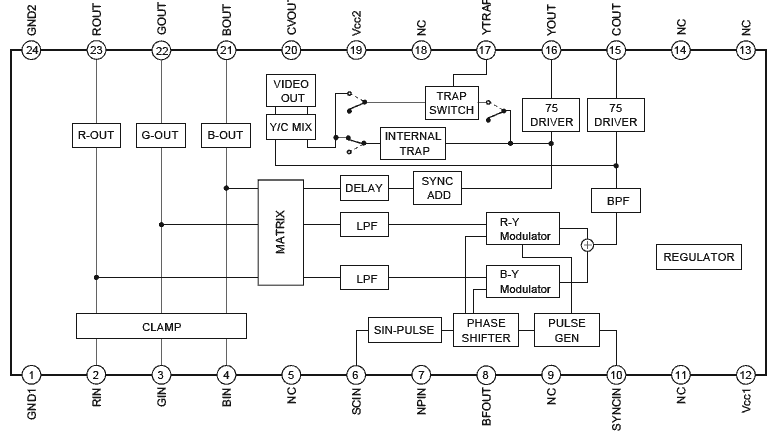 GND2
ROUT
GOUT
BOUT
CVOUT
Vcc2
NC
YTRAP
YOUT
COUT
NC
NC
24
23
22
21
20
19
18
17
16
15
14
13
VIDEO
OUT
TRAP
SWITCH
75
DRIVER
75
DRIVER
R-OUT
G-OUT
B-OUT
Y/C MIX
INTERNAL
TRAP
DELAY
SYNC
ADD
BPF
MATRIX
LPF
R-Y
Modulator
REGULATOR
LPF
B-Y
Modulator
CLAMP
SIN-PULSE
PHASE
SHIFTER
PULSE
GEN
1
2
3
4
5
6
7
8
9
10
11
12
GND1
RIN
GIN
BIN
NC
SCIN
NPIN
BFOUT
NC
SYNCIN
NC
Vcc1